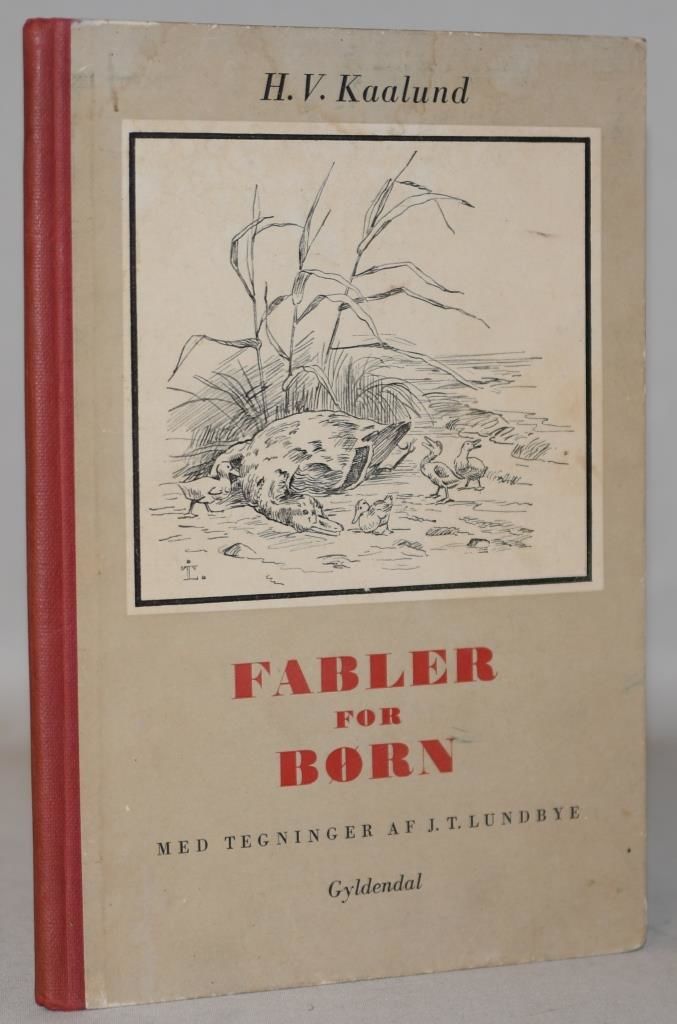 H. V. Kaalund
FABLER
FOR
BØRN
MED TEGNINGER AF J. T. LUNDBYE
Gyldendal